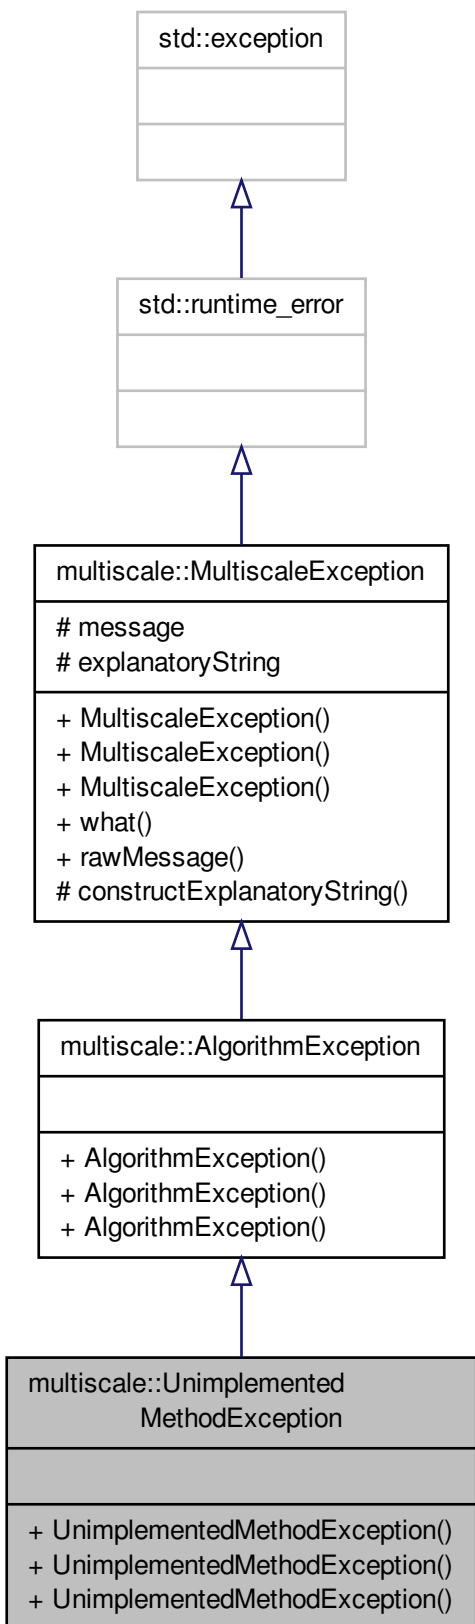 std::exception
std::runtime_error
multiscale::MultiscaleException
# message
# explanatoryString
+ MultiscaleException()
+ MultiscaleException()
+ MultiscaleException()
+ what()
+ rawMessage()
# constructExplanatoryString()
multiscale::AlgorithmException
+ AlgorithmException()
+ AlgorithmException()
+ AlgorithmException()
multiscale::Unimplemented
MethodException
+ UnimplementedMethodException()
+ UnimplementedMethodException()
+ UnimplementedMethodException()